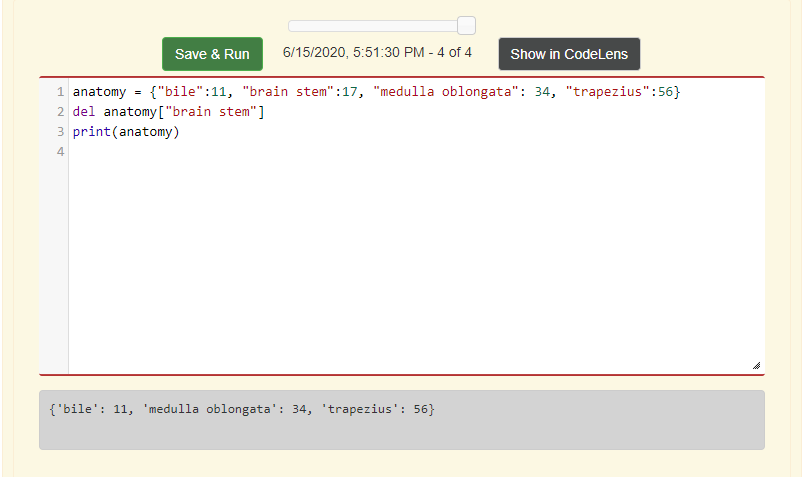 Save & Run 6/15/2020, 5:51:30 PM - 4 of 4 Show in CodeLens
1 anatomy = {"bile":11, "brain stem":17, "medulla oblongata": 34, "trapezius":56}
2 del anatomy["brain stem"]
3 print(anatomy)
4
{'bile': 11, 'medulla oblongata': 34, 'trapezius': 56}